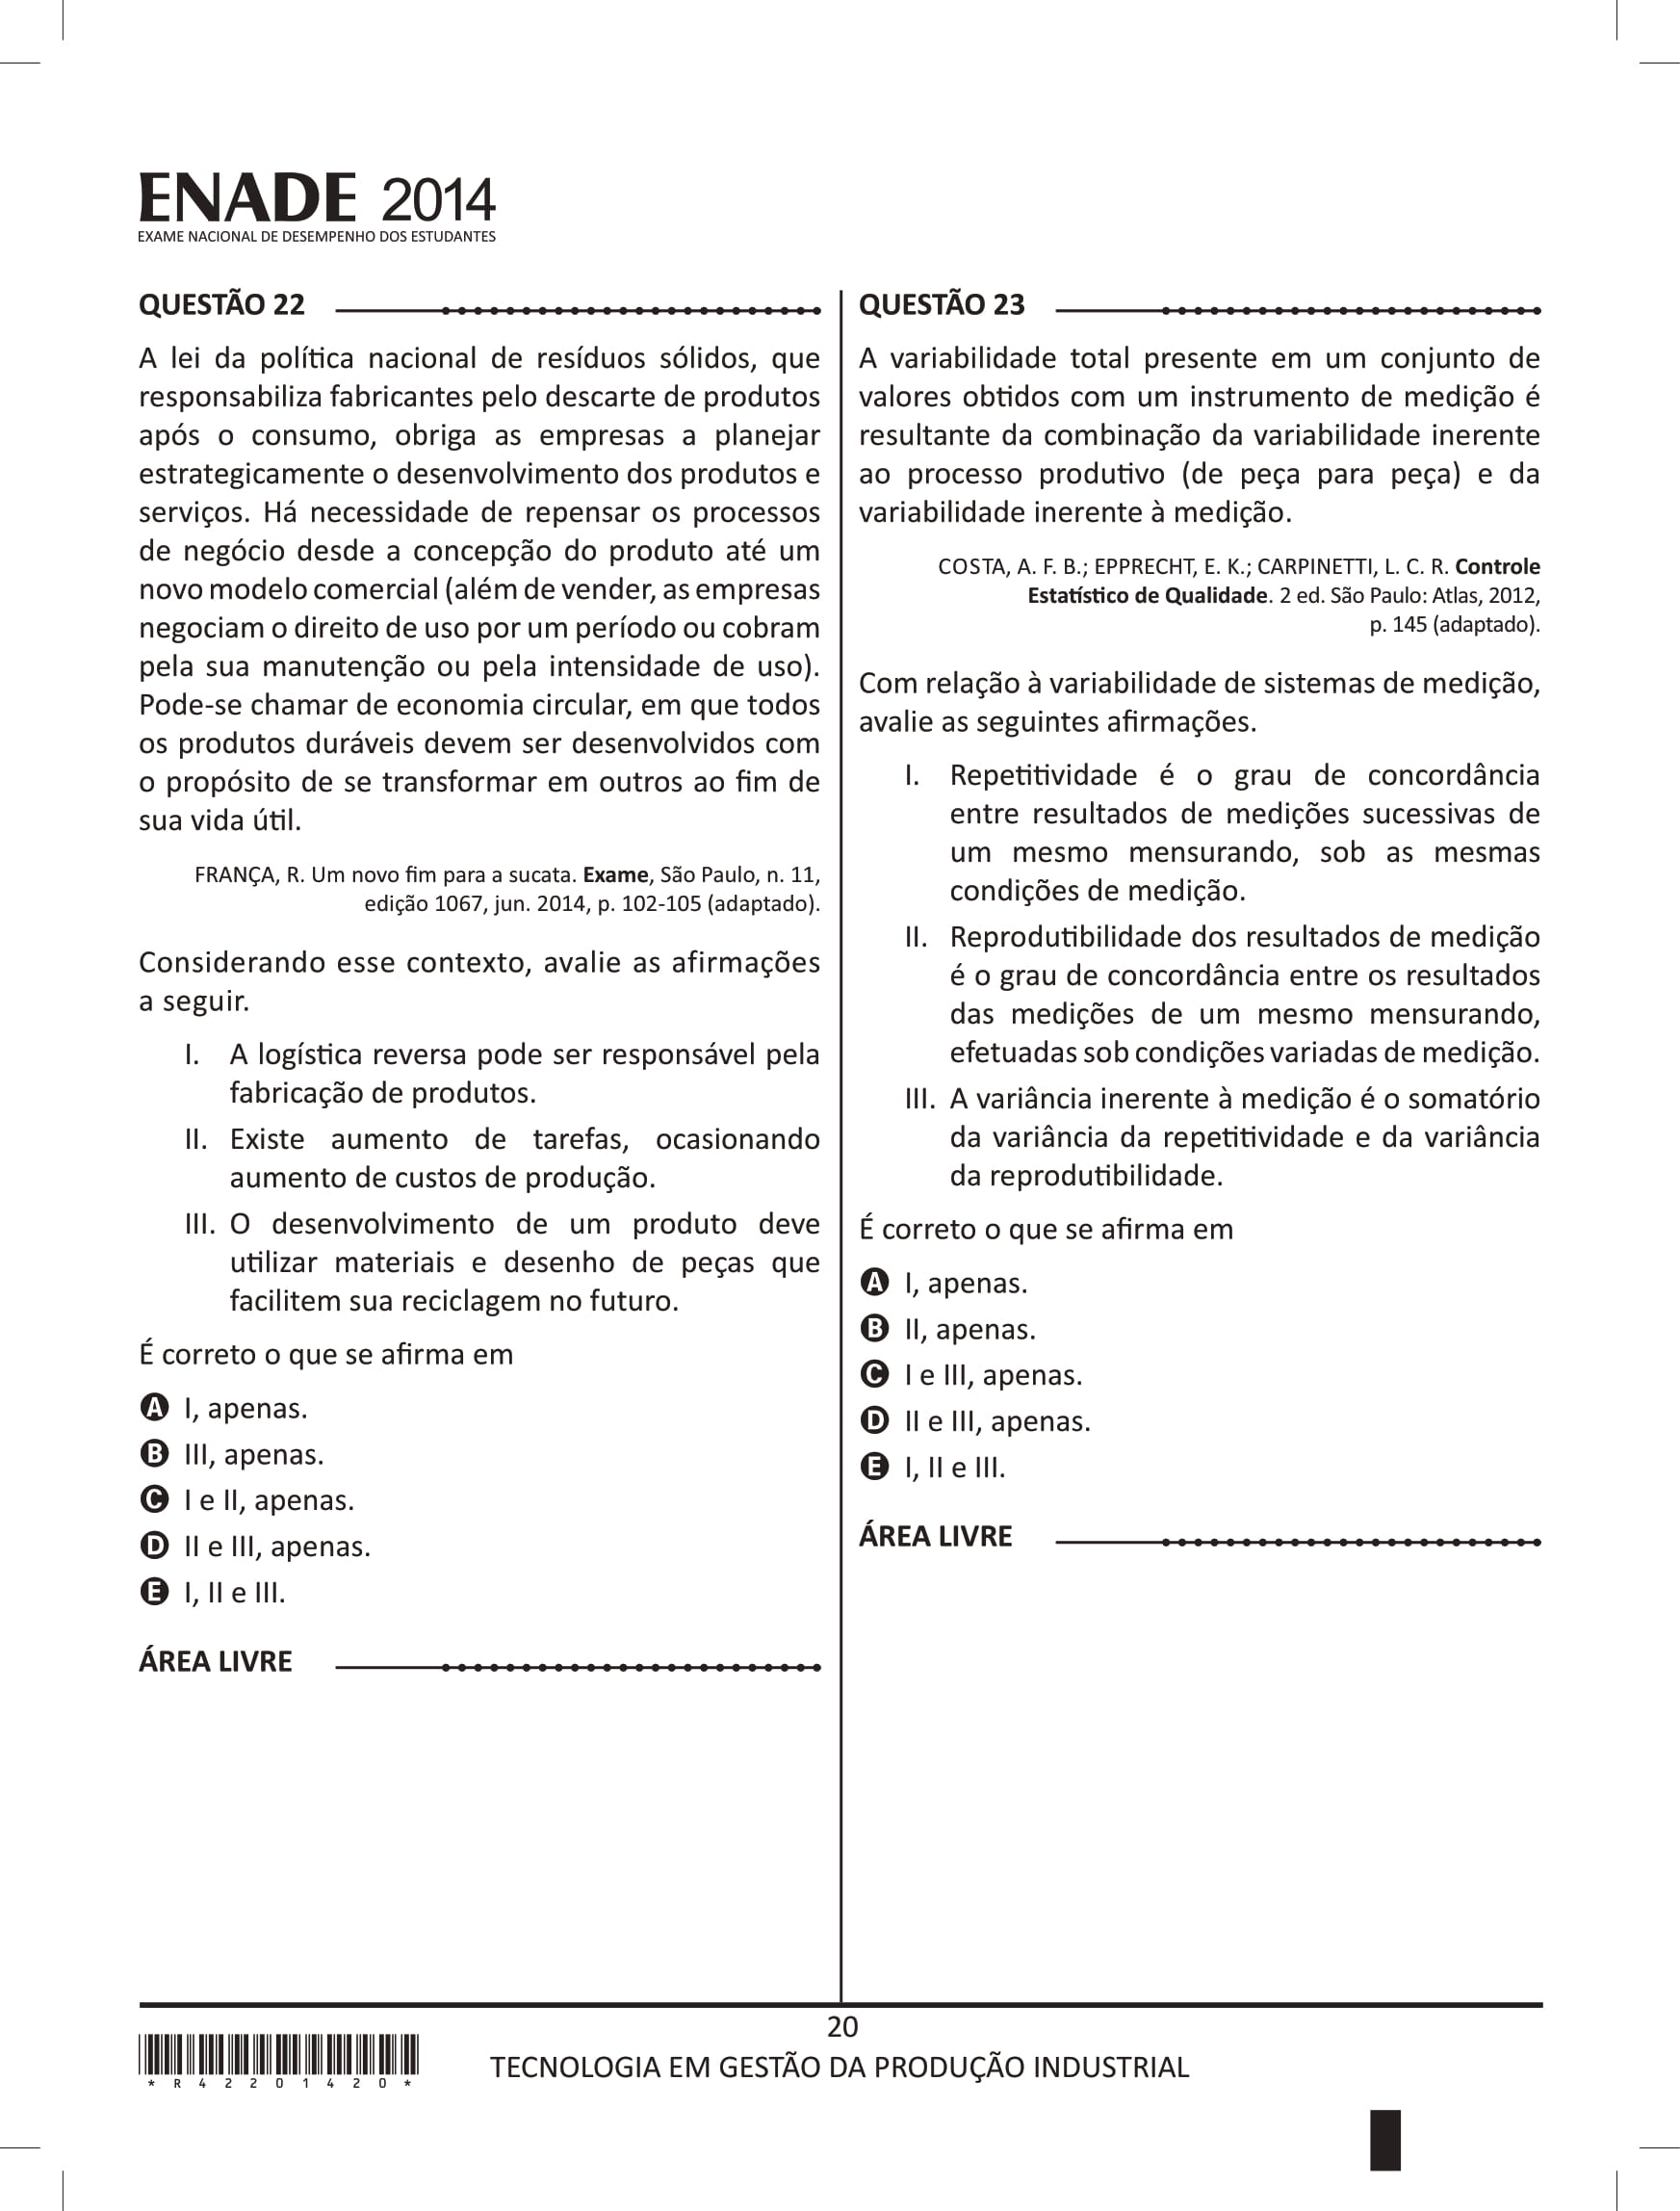 ENADE 2014
EXAME NACIONAL DE DESEMPENHO DOS ESTUDANTES
QUESTÃO 22
A lei da política nacional de resíduos sólidos, que
responsabiliza fabricantes pelo descarte de produtos
após o consumo, obriga as empresas a planejar
estrategicamente o desenvolvimento dos produtos e
serviços. Há necessidade de repensar os processos
de negócio desde a concepção do produto até um
novo modelo comercial (além de vender, as empresas
negociam o direito de uso por um período ou cobram
pela sua manutenção ou pela intensidade de uso).
Pode-se chamar de economia circular, em que todos
os produtos duráveis devem ser desenvolvidos com
o propósito de se transformar em outros ao fim de
sua vida útil.
FRANÇA, R. Um novo fim para a sucata. Exame, São Paulo, n. 11,
edição 1067, jun. 2014, p. 102-105 (adaptado).
Considerando esse contexto, avalie as afirmações
a seguir.
I. A logística reversa pode ser responsável pela
fabricação de produtos.
II. Existe aumento de tarefas, ocasionando
aumento de custos de produção.
III. O desenvolvimento de um produto deve
utilizar materiais e desenho de peças que
facilitem sua reciclagem no futuro.
É correto o que se afirma em
A I, apenas.
B III, apenas.
C I e II, apenas.
D II e III, apenas.
E I, II e III.
ÁREA LIVRE
QUESTÃO 23
A variabilidade total presente em um conjunto de
valores obtidos com um instrumento de medição é
resultante da combinação da variabilidade inerente
ao processo produtivo (de peça para peça) e da
variabilidade inerente à medição.
COSTA, A. F. B.; EPPRECHT, E. K.; CARPINETTI, L. C. R. Controle
Estatístico de Qualidade. 2 ed. São Paulo: Atlas, 2012,
p. 145 (adaptado).
Com relação à variabilidade de sistemas de medição,
avalie as seguintes afirmações.
I. Repetitividade é o grau de concordância
entre resultados de medições sucessivas de
um mesmo mensurando, sob as mesmas
condições de medição.
II. Reprodutibilidade dos resultados de medição
é o grau de concordância entre os resultados
das medições de um mesmo mensurando,
efetuadas sob condições variadas de medição.
III. A variância inerente à medição é o somatório
da variância da repetitividade e da variância
da reprodutibilidade.
É correto o que se afirma em
A I, apenas.
B II, apenas.
C I e III, apenas.
D II e III, apenas.
E I, II e III.
ÁREA LIVRE
20
TECNOLOGIA EM GESTÃO DA PRODUÇÃO INDUSTRIAL
* R 4 2 2 0 1 4 2 0 *